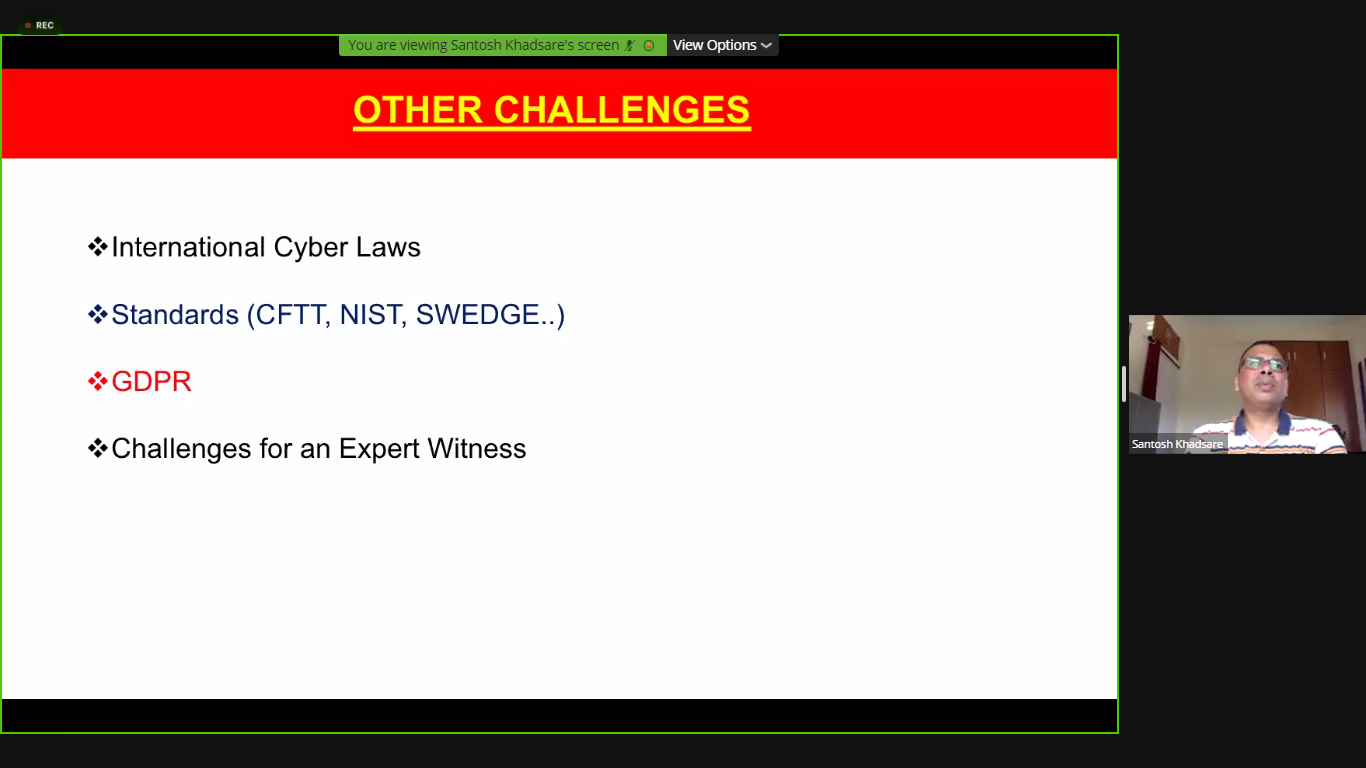 REC
You are viewing Santosh Khadsare's screen
View Options
OTHER CHALLENGES
❖International Cyber Laws
❖Standards (CFTT, NIST, SWEDGE..)
❖GDPR
❖Challenges for an Expert Witness
Santosh Khadsare